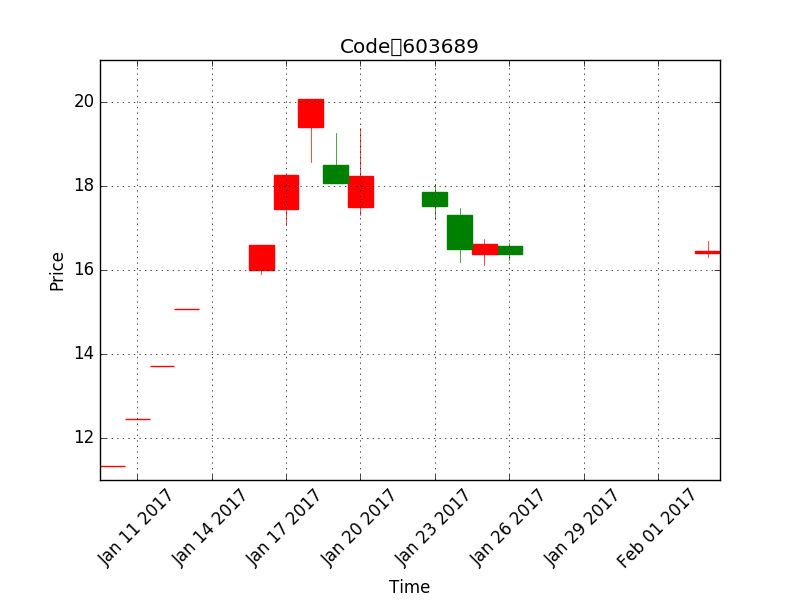 Code▯603689
20
18
16
14
12
Price
Jan 11 2017
Jan 14 2017
Jan 17 2017
Jan 20 2017
Jan 23 2017
Jan 26 2017
Jan 29 2017
Feb 01 2017
Time